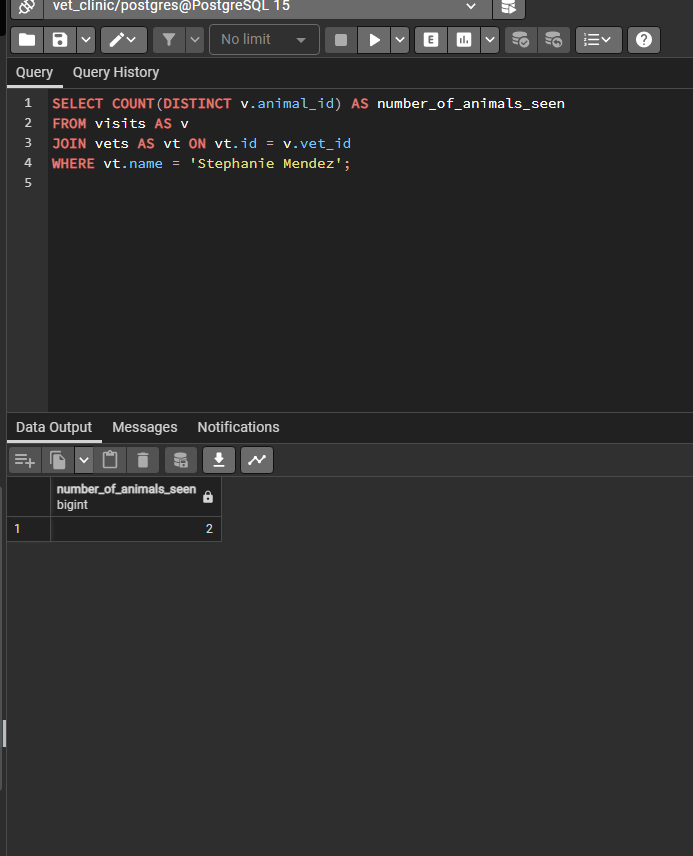 vet_clinic/postgres@PostgreSQL 15
No limit
E
Query Query History
1 SELECT COUNT(DISTINCT v.animal_id) AS number_of_animals_seen
2 FROM visits AS v
3 JOIN vets AS vt ON vt.id = v.vet_id
4 WHERE vt.name = 'Stephanie Mendez';
5
Data Output Messages Notifications
number_of_animals_seen
bigint
1 2